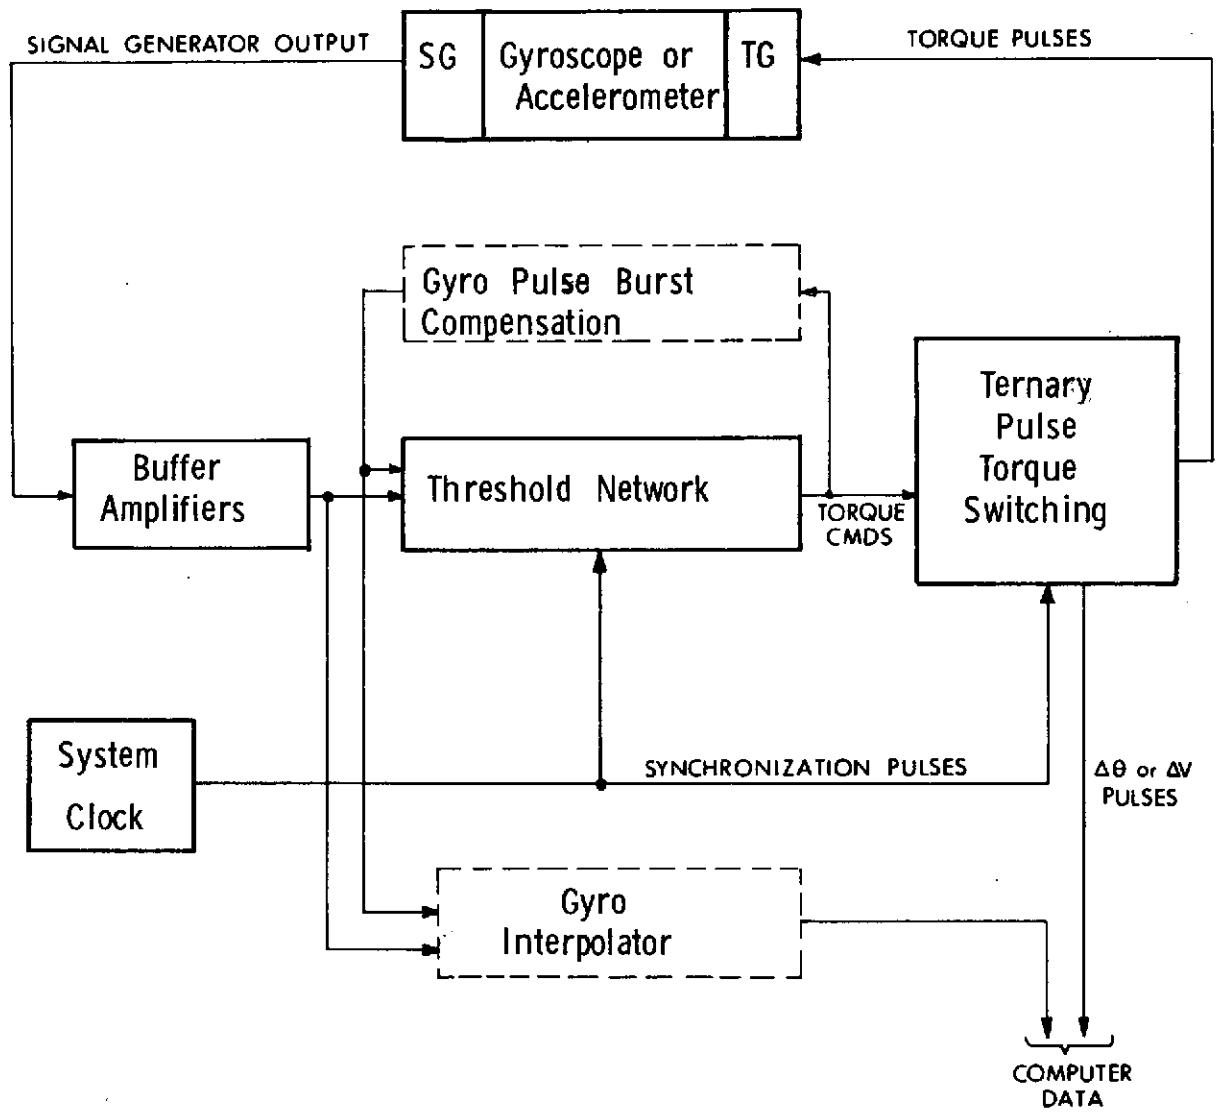 SIGNAL GENERATOR OUTPUT
SG
Gyroscope or
Accelerometer
TG
TORQUE PULSES
Gyro Pulse Burst
Compensation
Ternary
Pulse
Torque
Switching
Buffer
Amplifiers
Threshold Network
TORQUE
CMDS
System
Clock
SYNCHRONIZATION PULSES
Δθ or ΔV
PULSES
Gyro
Interpolator
COMPUTER
DATA